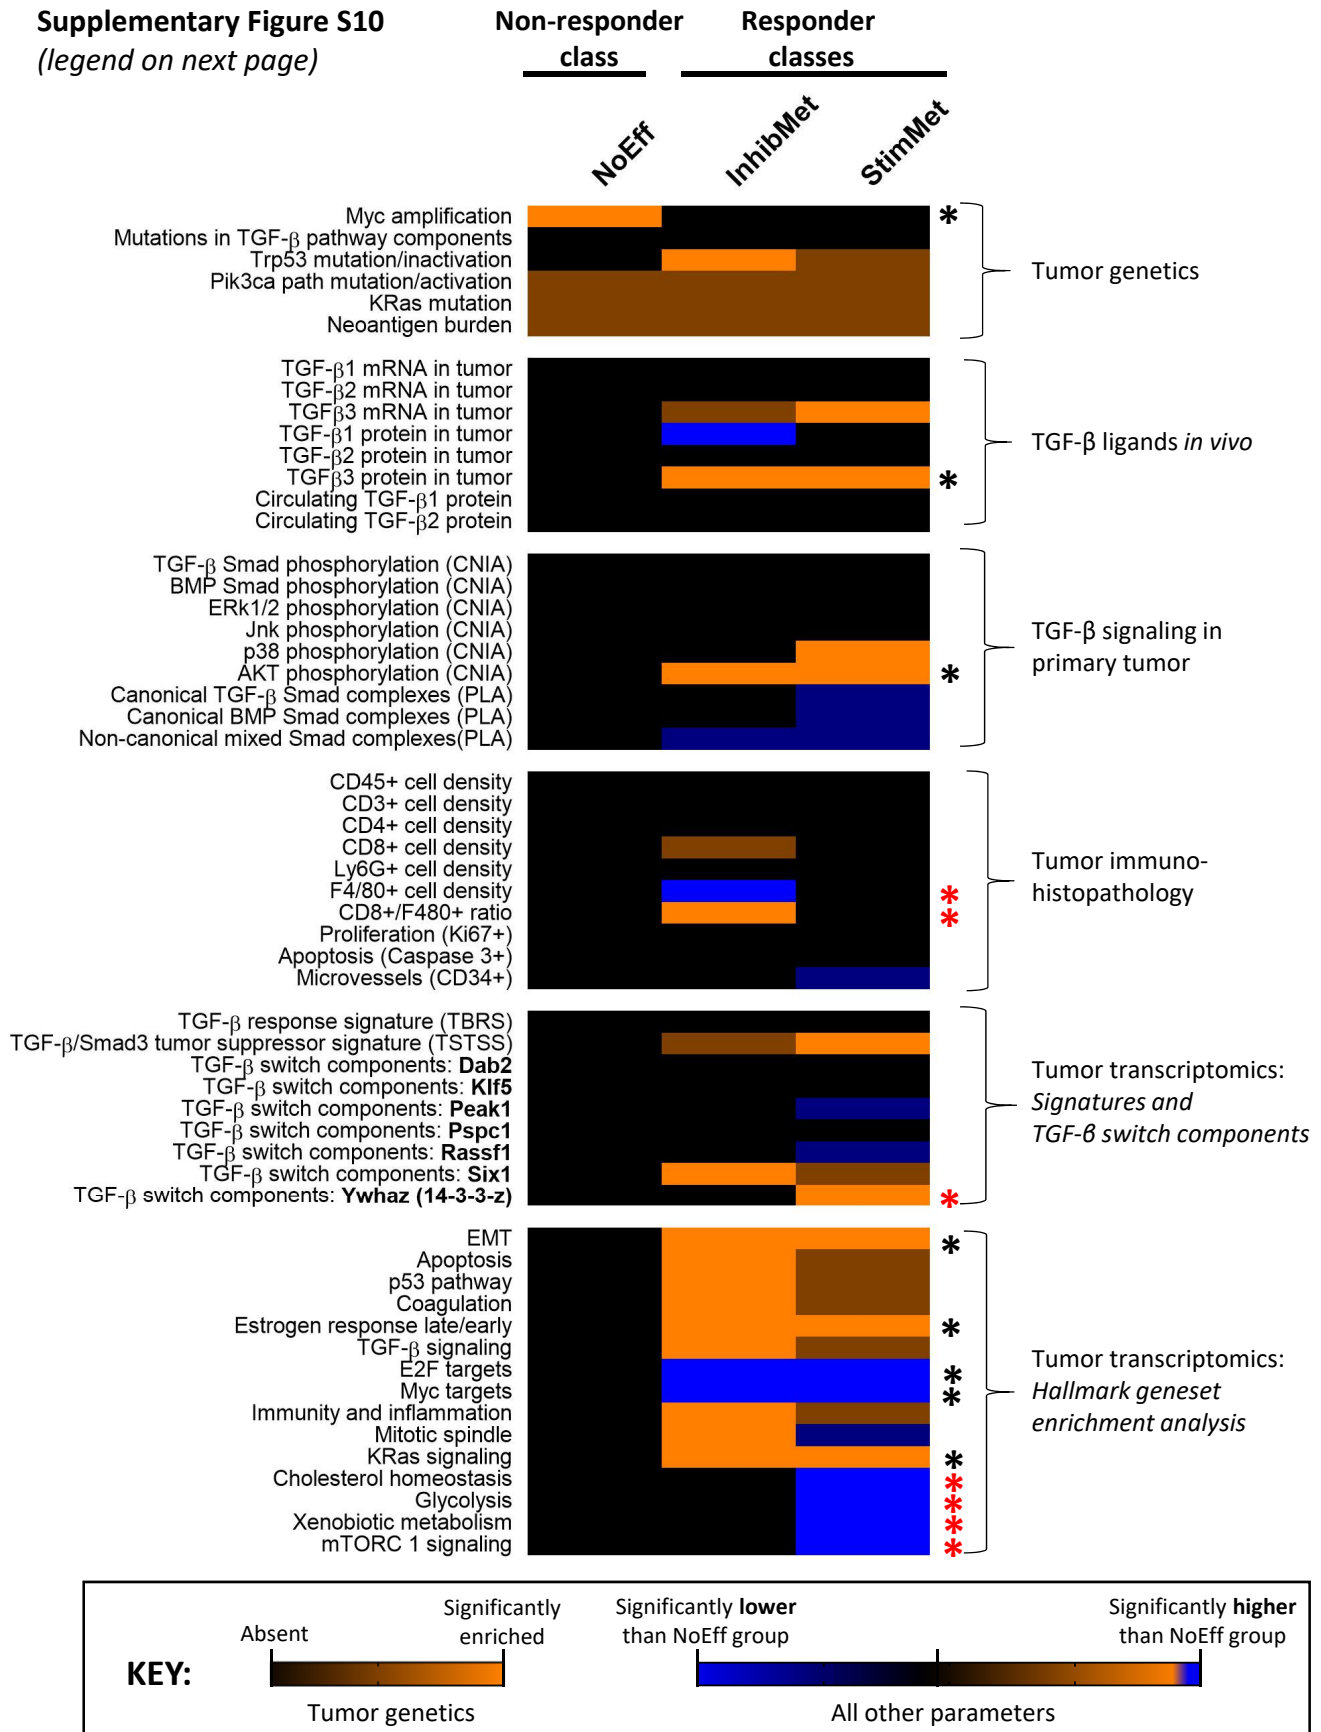 Supplementary Figure S10
(legend on next page)
Non-responder
class
Responder
classes
NoEff
InhibMet
StimMet
Myc amplification
*
Mutations in TGF-β pathway components
Trp53 mutation/inactivation
Pik3ca path mutation/activation
KRas mutation
Neoantigen burden
Tumor genetics
TGF-β1 mRNA in tumor
TGF-β2 mRNA in tumor
TGFβ3 mRNA in tumor
TGF-β1 protein in tumor
TGF-β2 protein in tumor
TGFβ3 protein in tumor
*
Circulating TGF-β1 protein
Circulating TGF-β2 protein
TGF-β ligands in vivo
TGF-β Smad phosphorylation (CNIA)
BMP Smad phosphorylation (CNIA)
ERk1/2 phosphorylation (CNIA)
Jnk phosphorylation (CNIA)
p38 phosphorylation (CNIA)
AKT phosphorylation (CNIA)
*
Canonical TGF-β Smad complexes (PLA)
Canonical BMP Smad complexes (PLA)
Non-canonical mixed Smad complexes(PLA)
TGF-β signaling in
primary tumor
CD45+ cell density
CD3+ cell density
CD4+ cell density
CD8+ cell density
Ly6G+ cell density
F4/80+ cell density
*
CD8+/F480+ ratio
*
Proliferation (Ki67+)
Apoptosis (Caspase 3+)
Microvessels (CD34+)
Tumor immuno-
histopathology
TGF-β response signature (TBRS)
TGF-β/Smad3 tumor suppressor signature (TSTSS)
TGF-β switch components: Dab2
TGF-β switch components: Klf5
TGF-β switch components: Peak1
TGF-β switch components: Pspc1
TGF-β switch components: Rassf1
TGF-β switch components: Six1
TGF-β switch components: Ywhaz (14-3-3-z)
*
Tumor transcriptomics:
Signatures and
TGF-β switch components
EMT
*
Apoptosis
p53 pathway
Coagulation
Estrogen response late/early
*
TGF-β signaling
E2F targets
*
Myc targets
*
Immunity and inflammation
Mitotic spindle
KRas signaling
*
Cholesterol homeostasis
*
Glycolysis
*
Xenobiotic metabolism
*
mTORC 1 signaling
*
Tumor transcriptomics:
Hallmark geneset
enrichment analysis
KEY:
Absent
Significantly
enriched
Tumor genetics
Significantly lower
than NoEff group
Significantly higher
than NoEff group
All other parameters